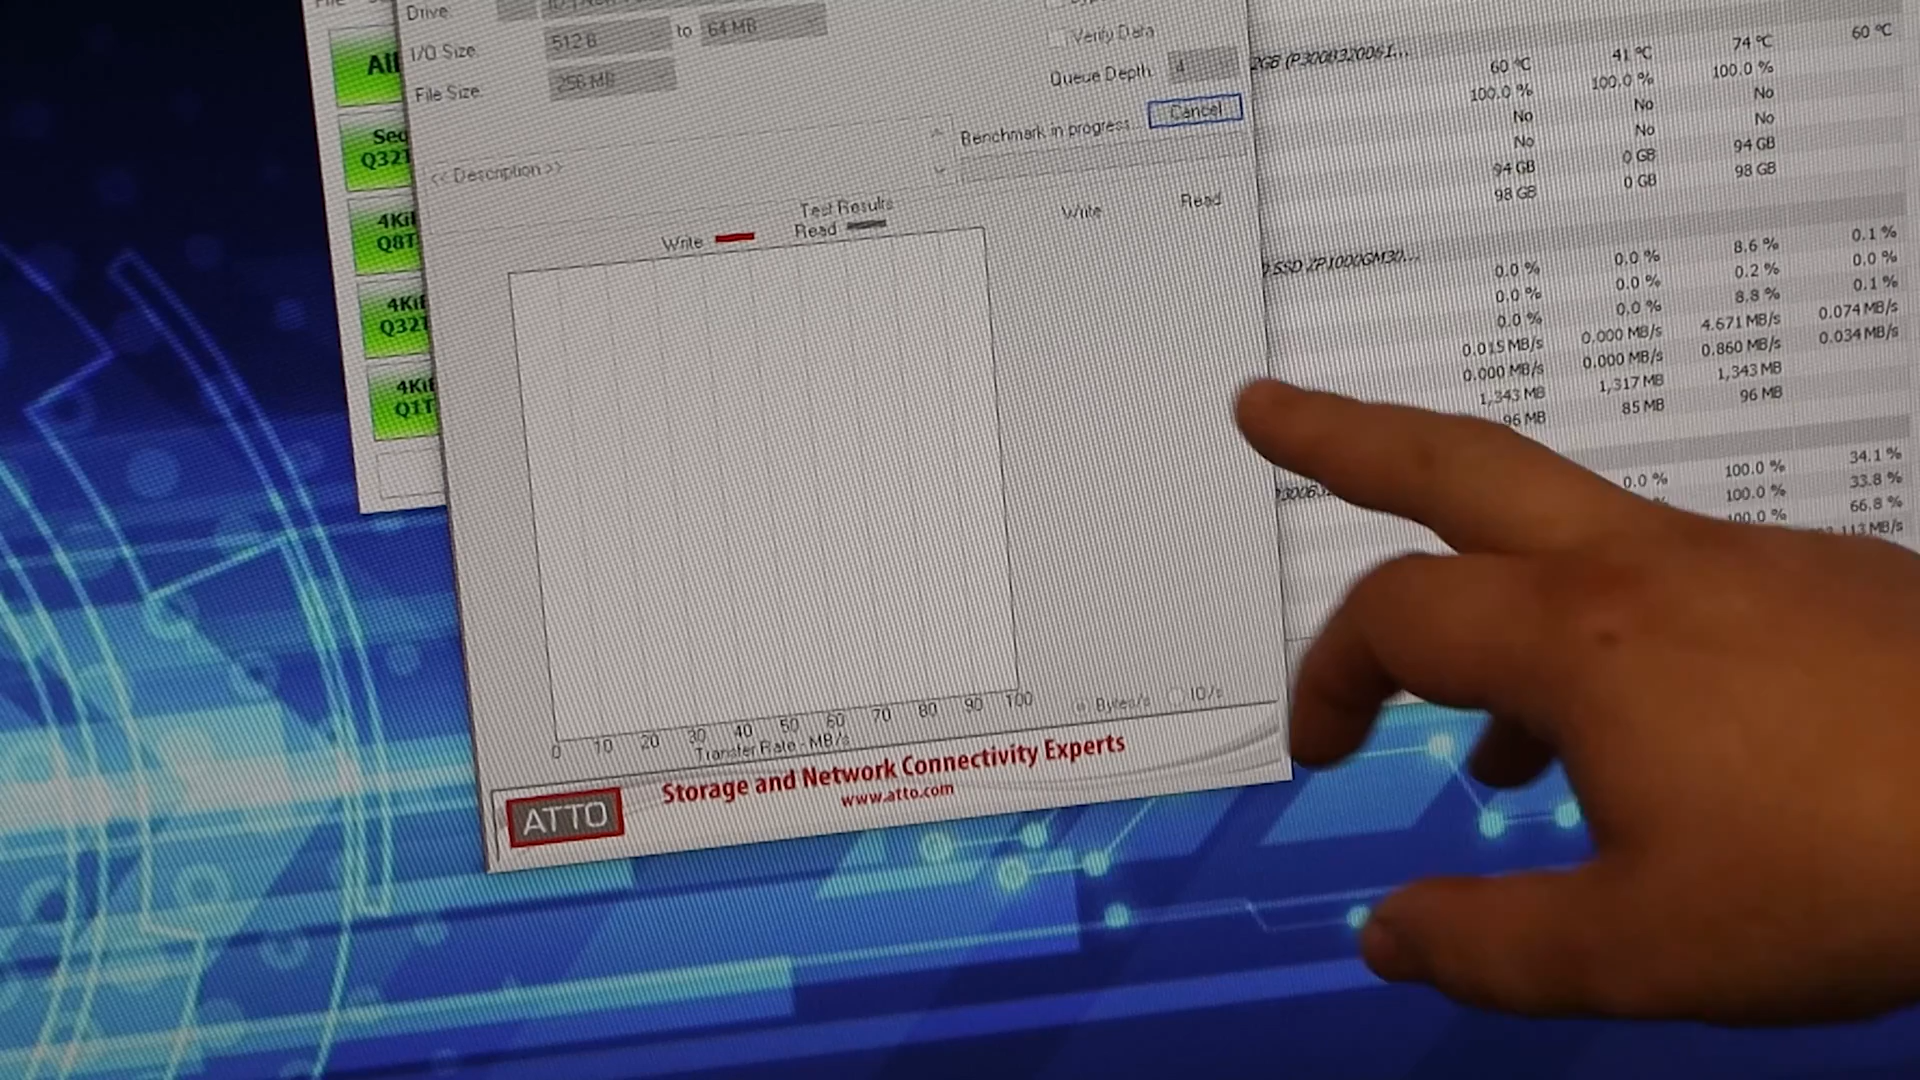 Drive:
I/O Size:
512 B
to
64 MB
File Size:
256 MB
Verify Data
Queue Depth:
4
Benchmark in progress...
Cancel
<< Description >>
Test Results
Write
Read
Write
Read
0 10 20 30 40 50 60 70 80 90 100
Transfer Rate - MB/s
Bytes/s
IO/s
ATTO
Storage and Network Connectivity Experts
www.atto.com
All
Seq
Q32T
4KiB
Q8T
4KiB
Q32T
4KiB
Q1T
2GB (P300B320061...
60 °C 41 °C 74 °C 60 °C
100.0 % 100.0 % 100.0 %
No No No
No No No
94 GB 0 GB 94 GB
98 GB 0 GB 98 GB
SSD ZP1000GM30...
0.0 % 0.0 % 8.6 % 0.1 %
0.0 % 0.0 % 0.2 % 0.0 %
0.0 % 0.0 % 8.8 % 0.1 %
0.015 MB/s 0.000 MB/s 4.671 MB/s 0.074 MB/s
0.000 MB/s 0.000 MB/s 0.860 MB/s 0.034 MB/s
1,343 MB 1,317 MB 1,343 MB
96 MB 85 MB 96 MB
0.0 % 100.0 % 34.1 %
100.0 % 33.8 %
100.0 % 66.8 %